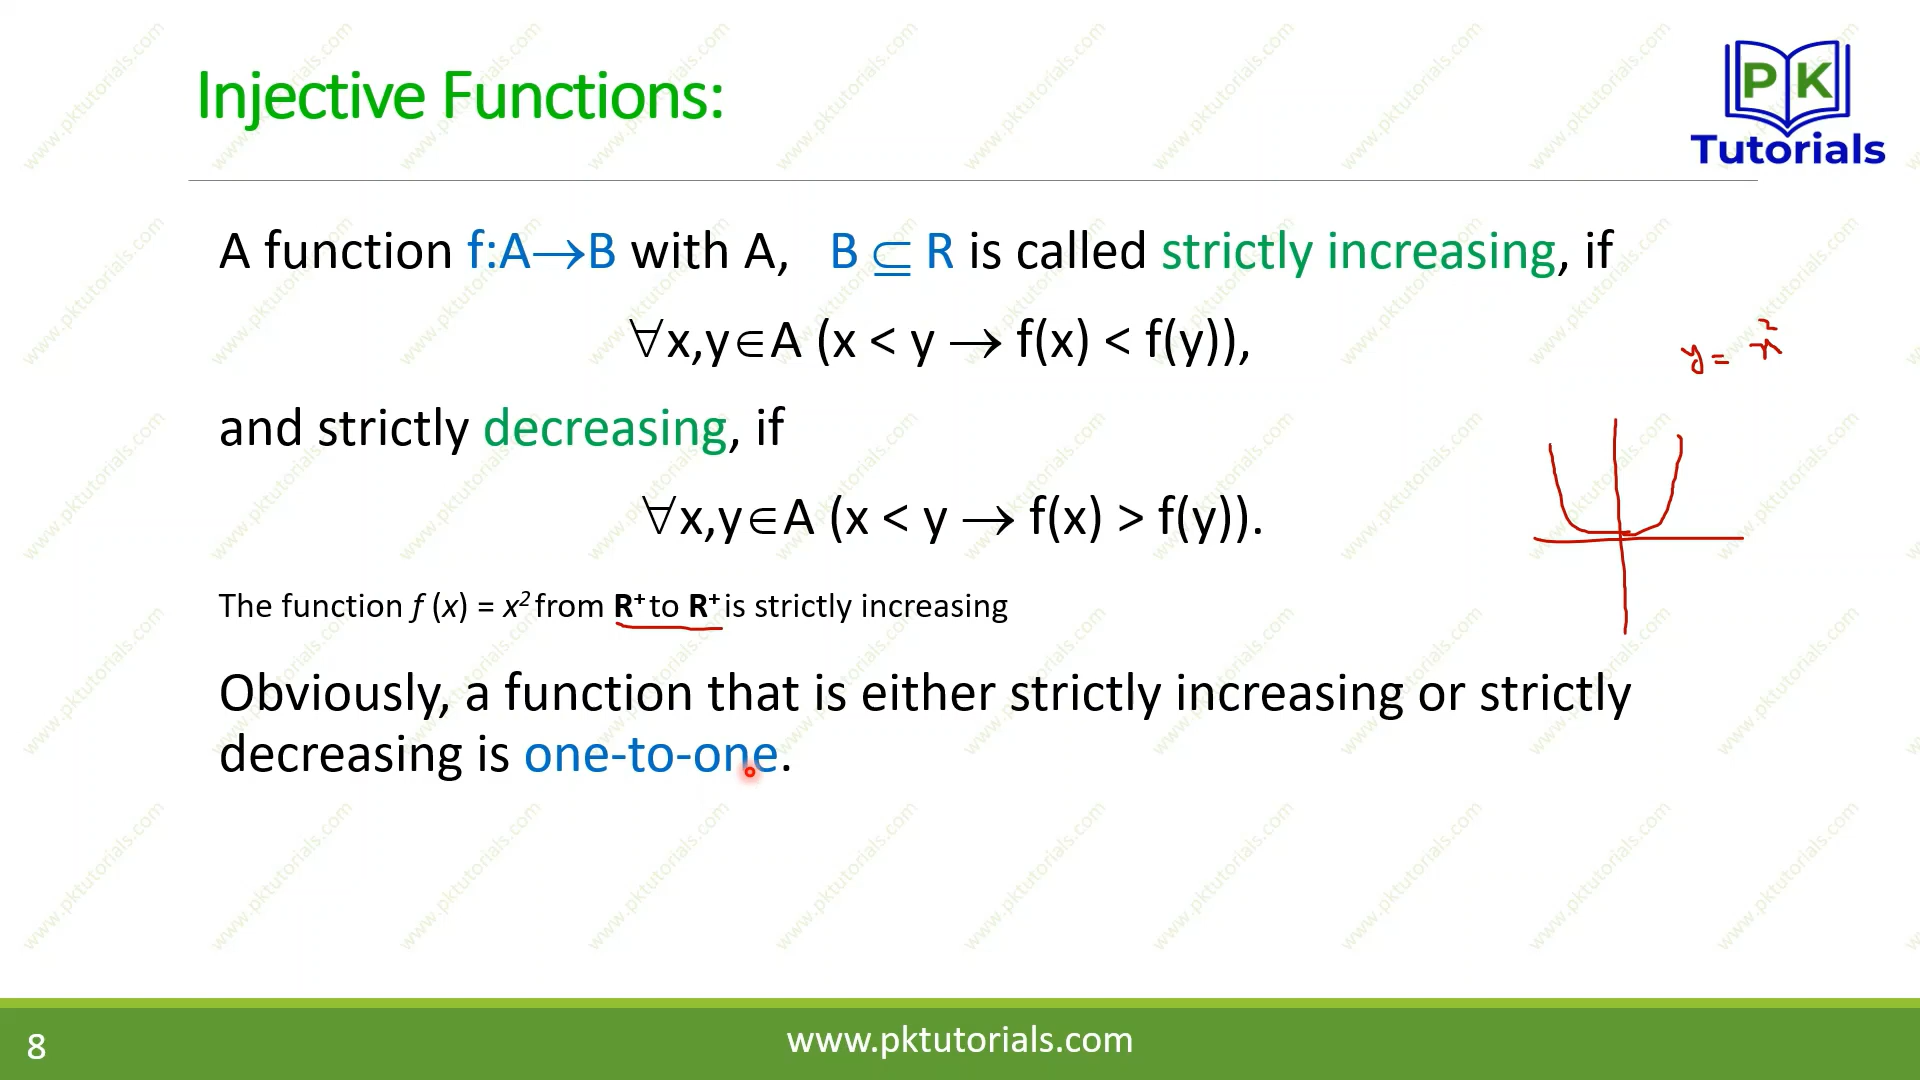 Injective Functions:
PK
Tutorials
A function f:A→B with A, B ⊆ R is called strictly increasing, if
∀x,y∈A (x < y → f(x) < f(y)),
y = x²
and strictly decreasing, if
∀x,y∈A (x < y → f(x) > f(y)).
The function f (x) = x² from R⁺ to R⁺ is strictly increasing
Obviously, a function that is either strictly increasing or strictly
decreasing is one-to-one.
8
www.pktutorials.com